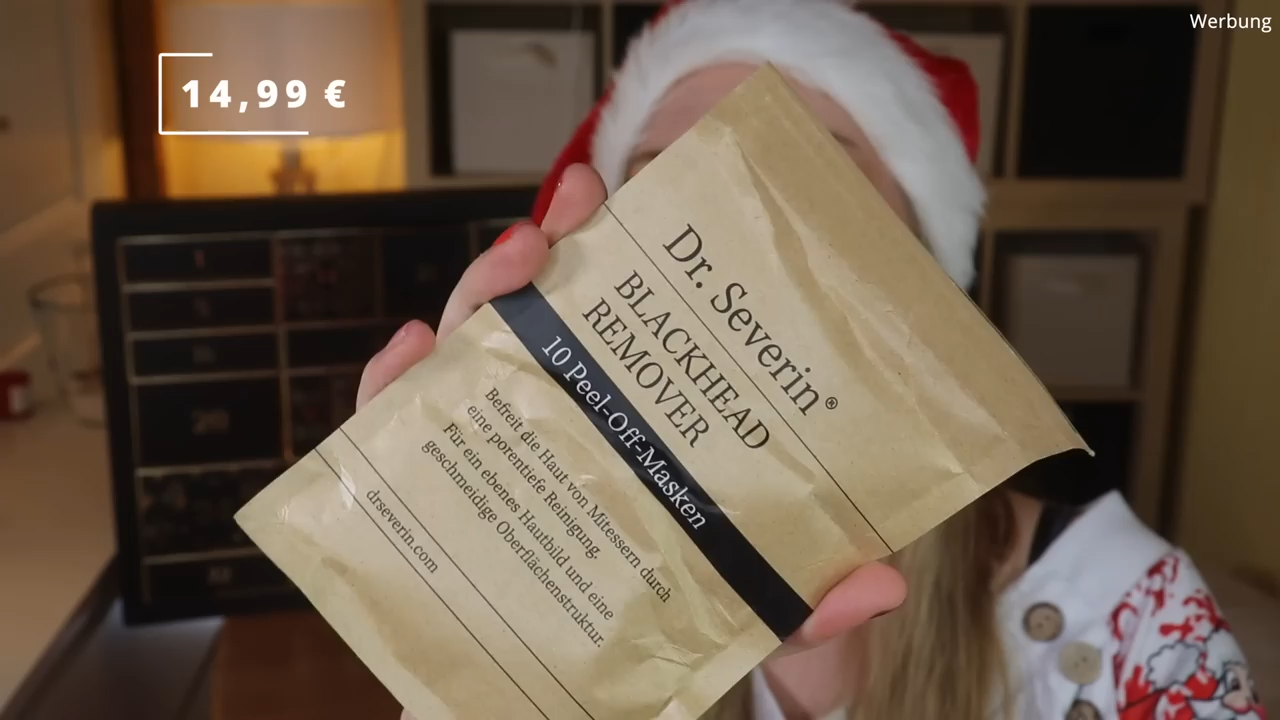 Werbung
14,99 €
Dr. Severin®
BLACKHEAD
REMOVER
10 Peel-Off-Masken
Befreit die Haut von Mitessern durch
eine porentiefe Reinigung.
Für ein ebenes Hautbild und eine
geschmeidige Oberflächenstruktur.
drseverin.com